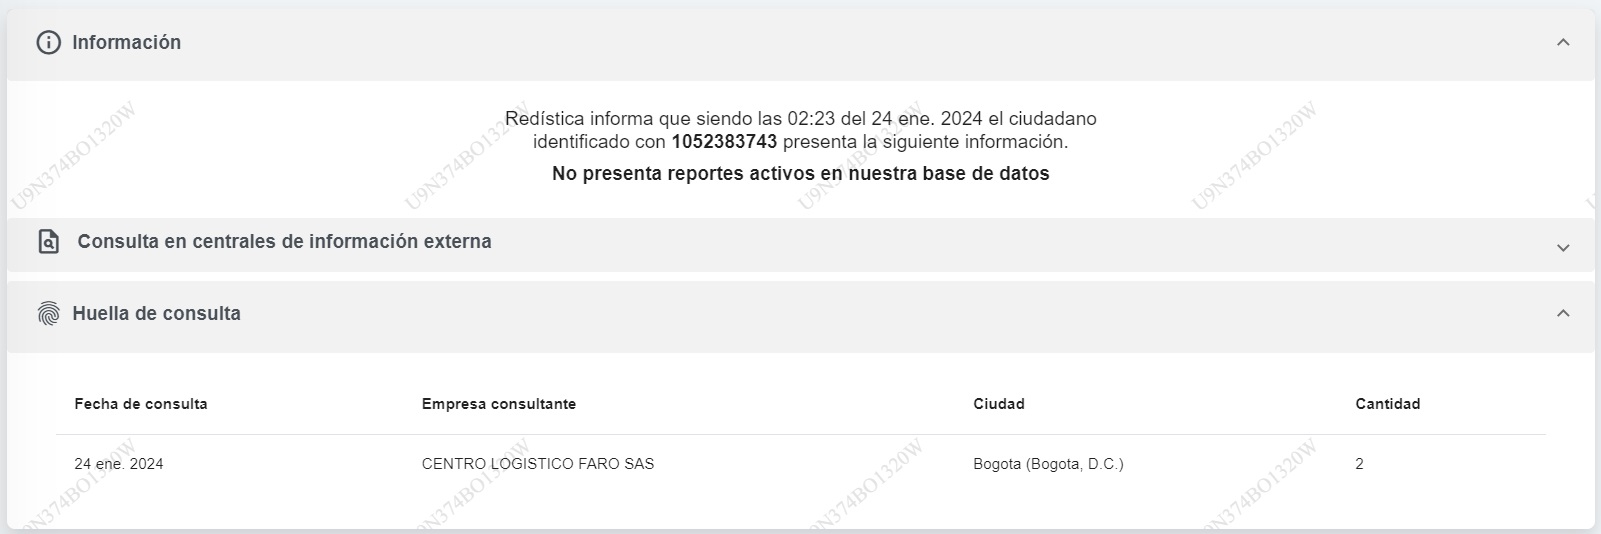 Información
Redística informa que siendo las 02:23 del 24 ene. 2024 el ciudadano
identificado con 1052383743 presenta la siguiente información.
No presenta reportes activos en nuestra base de datos
U9N374BO1320W U9N374BO1320W U9N374BO1320W U9N374BO1320W
Consulta en centrales de información externa
Huella de consulta
Fecha de consulta Empresa consultante Ciudad Cantidad
24 ene. 2024 CENTRO LOGISTICO FARO SAS Bogota (Bogota, D.C.) 2
U9N374BO1320W U9N374BO1320W U9N374BO1320W U9N374BO1320W